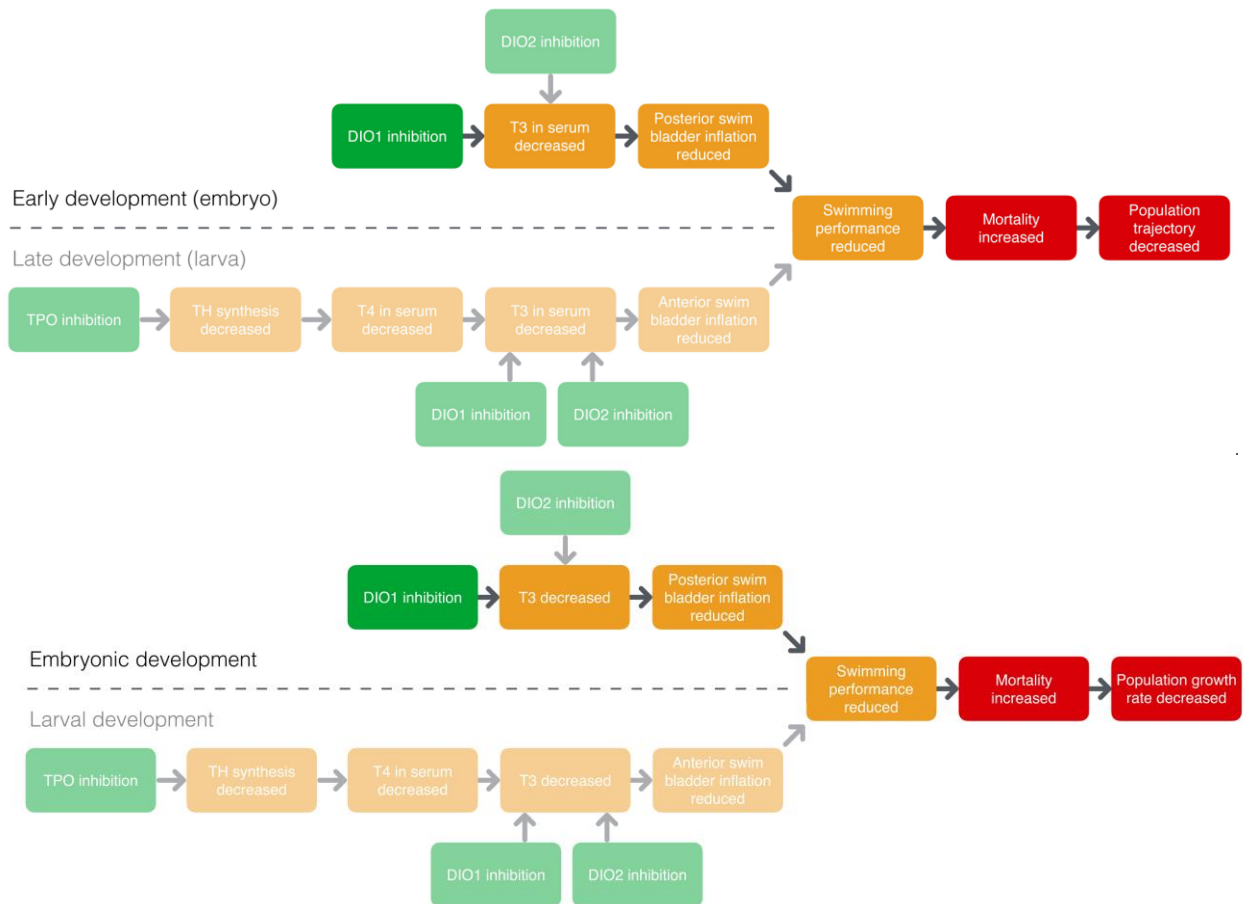 DIO2 inhibition
DIO1 inhibition
T3 in serum
decreased
Posterior swim
bladder inflation
reduced
Early development (embryo)
Swimming
performance
reduced
Mortality
increased
Population
trajectory
decreased
Late development (larva)
TPO inhibition
TH synthesis
decreased
T4 in serum
decreased
T3 in serum
decreased
Anterior swim
bladder inflation
reduced
DIO1 inhibition
DIO2 inhibition
.
DIO2 inhibition
DIO1 inhibition
T3 decreased
Posterior swim
bladder inflation
reduced
Embryonic development
Swimming
performance
reduced
Mortality
increased
Population growth
rate decreased
Larval development
TPO inhibition
TH synthesis
decreased
T4 in serum
decreased
T3 decreased
Anterior swim
bladder inflation
reduced
DIO1 inhibition
DIO2 inhibition